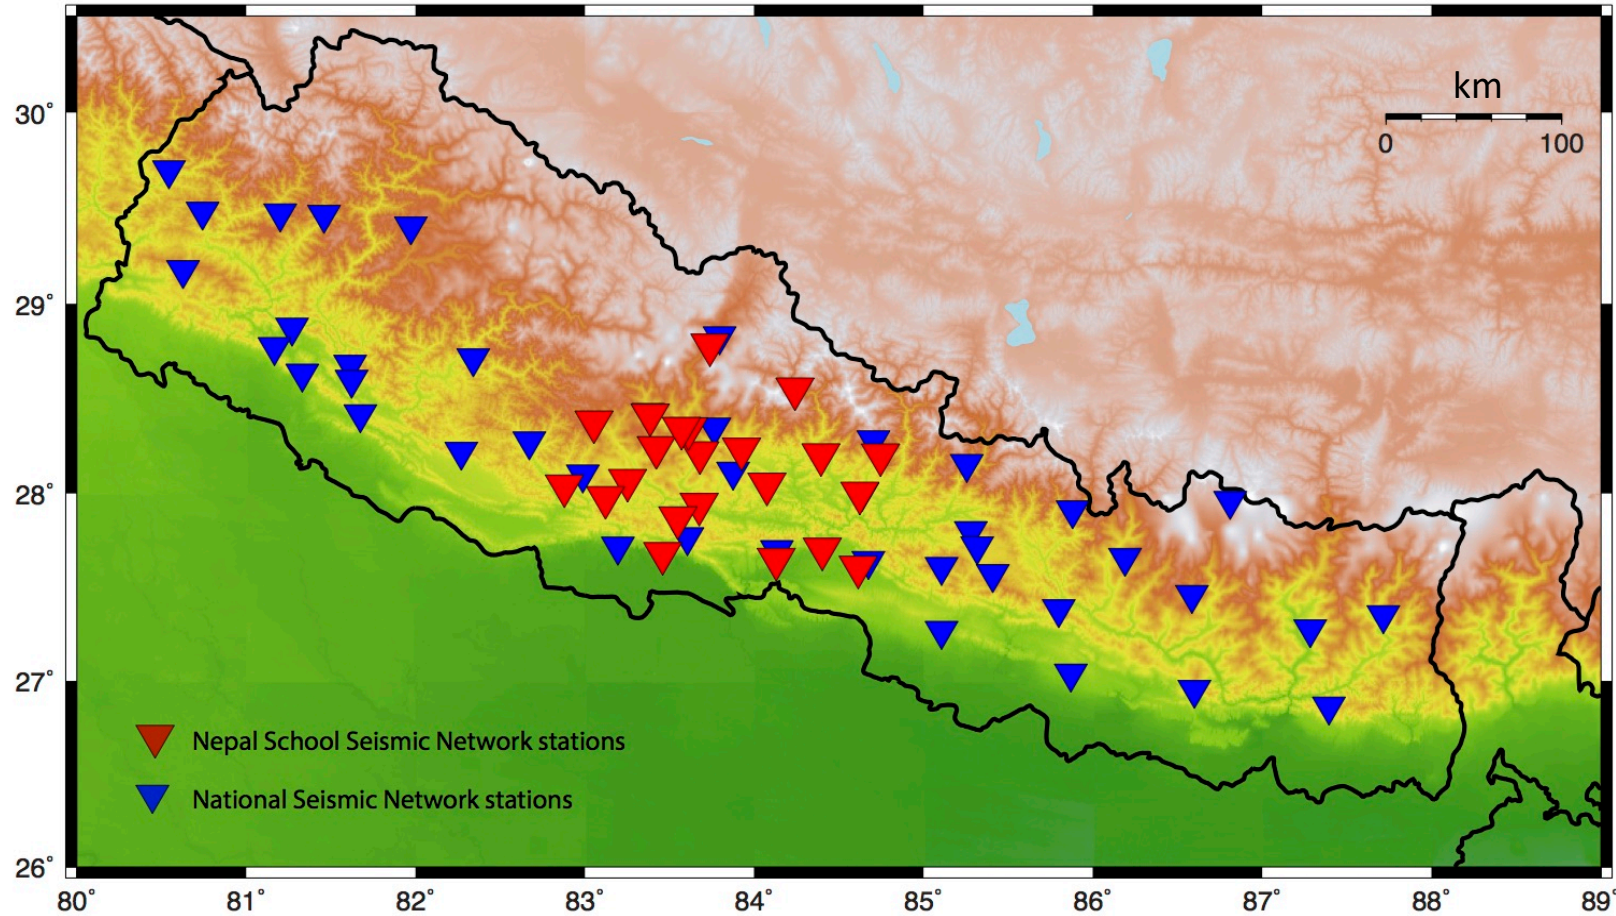 km
0 100
30°
29°
28°
27°
26°
Nepal School Seismic Network stations
National Seismic Network stations
80° 81° 82° 83° 84° 85° 86° 87° 88° 89°